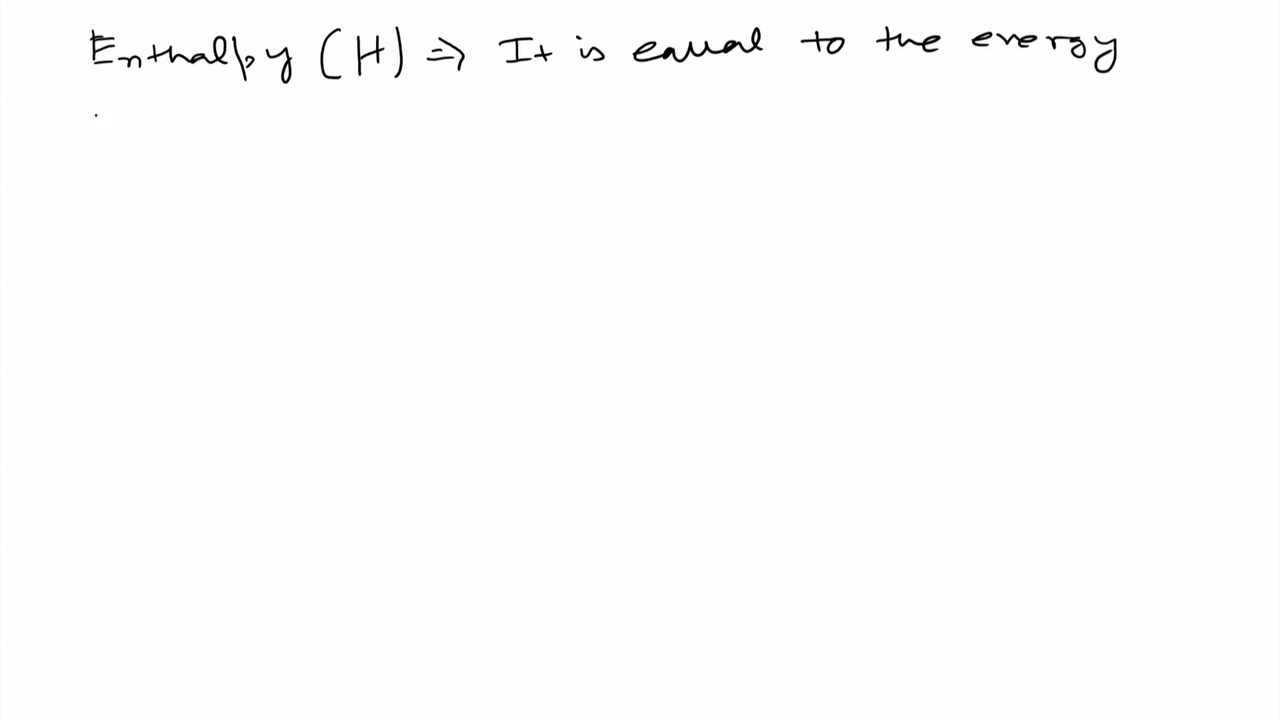 Enthalpy (H) ⇒ It is equal to the energy